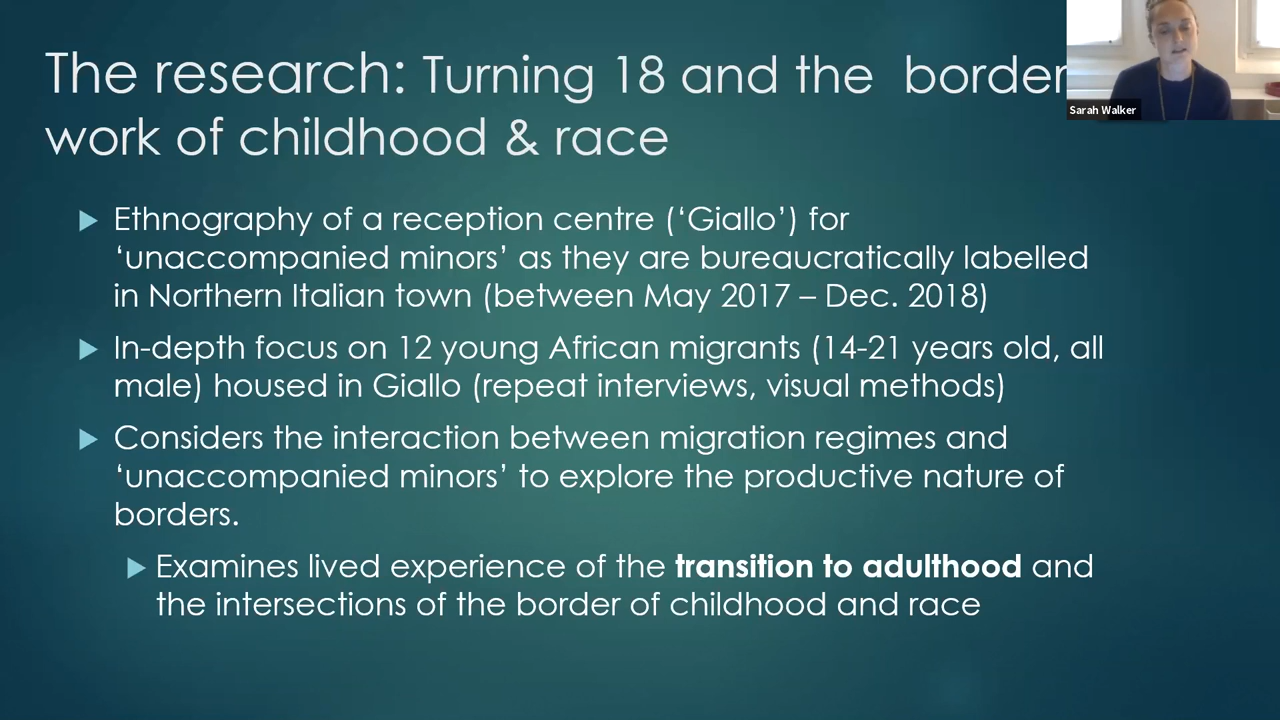 The research: Turning 18 and the border
work of childhood & race
Sarah Walker
▶ Ethnography of a reception centre (‘Giallo’) for
‘unaccompanied minors’ as they are bureaucratically labelled
in Northern Italian town (between May 2017 – Dec. 2018)
▶ In-depth focus on 12 young African migrants (14-21 years old, all
male) housed in Giallo (repeat interviews, visual methods)
▶ Considers the interaction between migration regimes and
‘unaccompanied minors’ to explore the productive nature of
borders.
▶ Examines lived experience of the transition to adulthood and
the intersections of the border of childhood and race